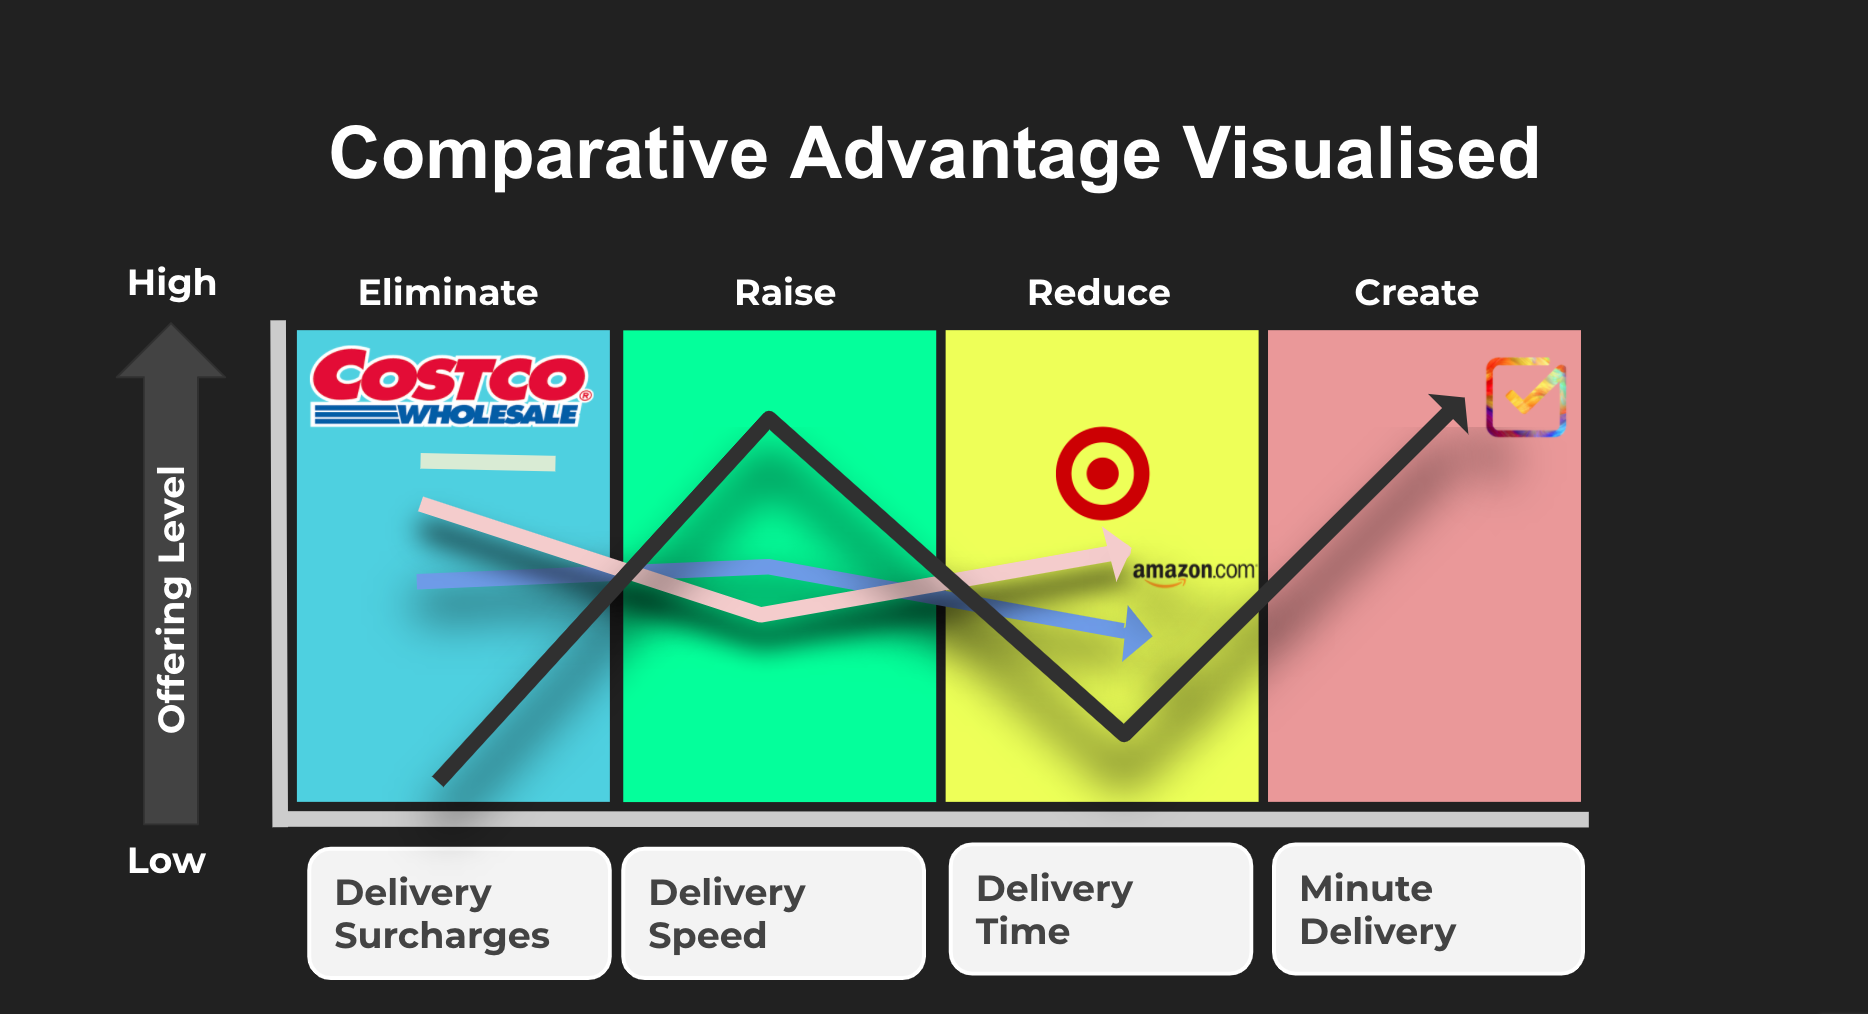 Comparative Advantage Visualised
High
Eliminate
Raise
Reduce
Create
COSTCO
WHOLESALE
®
amazon.com
Offering Level
Low
Delivery
Surcharges
Delivery
Speed
Delivery
Time
Minute
Delivery